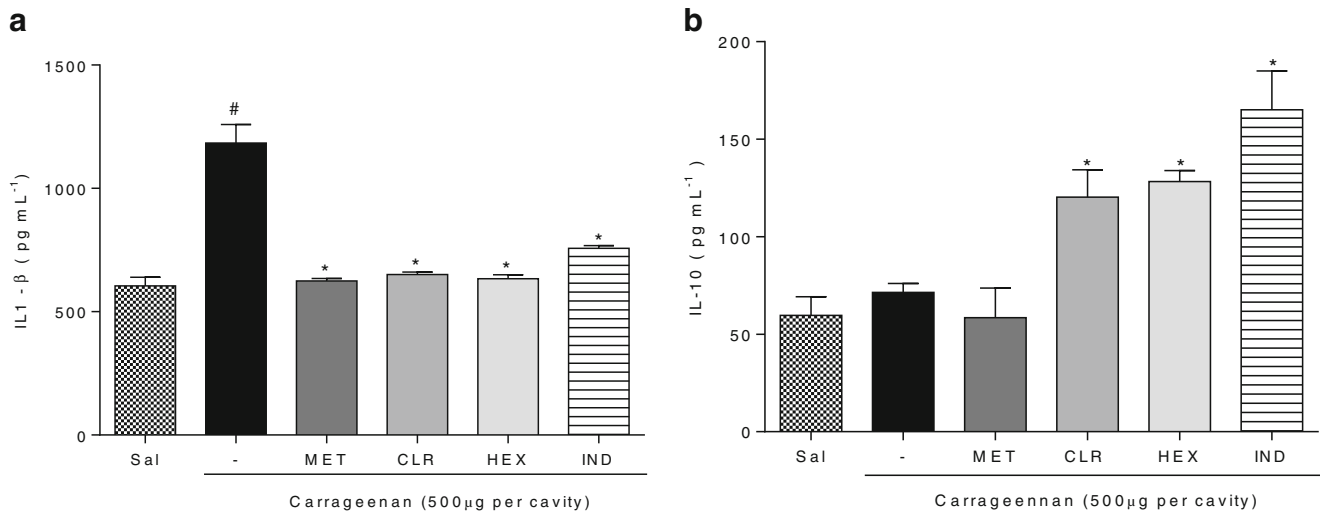 a
IL1 - β ( pg mL-1)
1500
1000
500
0
#
*
*
*
*
Sal - MET CLR HEX IND
Carrageenan (500µg per cavity)
b
IL-10 (pg mL-1)
200
150
100
50
0
*
*
*
Sal - MET CLR HEX IND
Carrageennan (500µg per cavity)